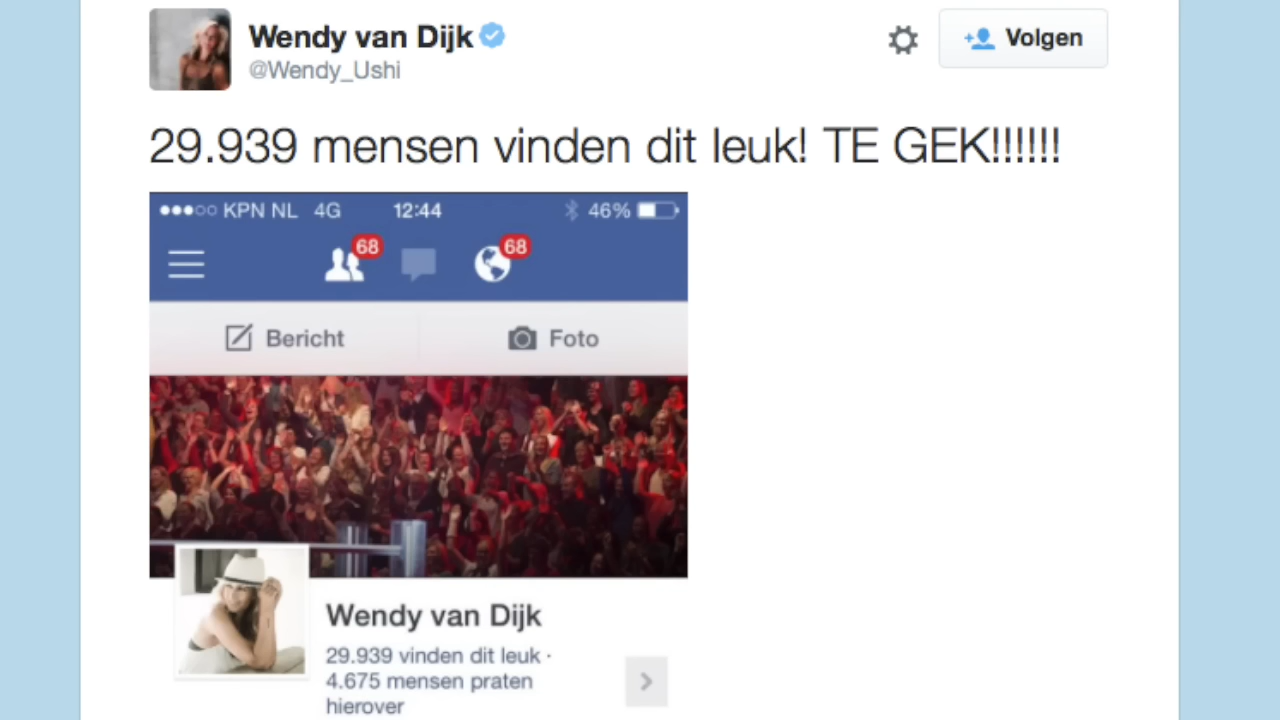 Wendy van Dijk
@Wendy_Ushi
Volgen
29.939 mensen vinden dit leuk! TE GEK!!!!!!
KPN NL 4G 12:44 46%
68 68
Bericht Foto
Wendy van Dijk
29.939 vinden dit leuk ·
4.675 mensen praten
hierover